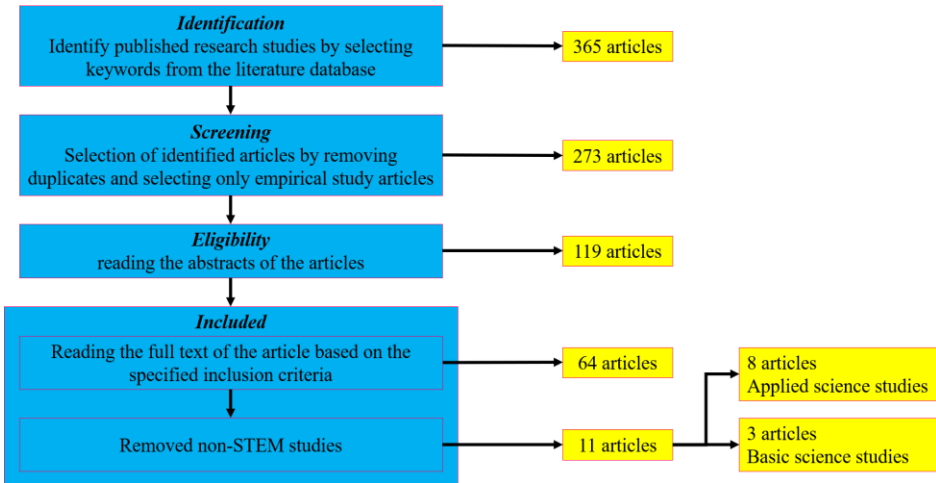 Identification
Identify published research studies by selecting
keywords from the literature database
365 articles
Screening
Selection of identified articles by removing
duplicates and selecting only empirical study articles
273 articles
Eligibility
reading the abstracts of the articles
119 articles
Included
Reading the full text of the article based on the
specified inclusion criteria
64 articles
Removed non-STEM studies
11 articles
8 articles
Applied science studies
3 articles
Basic science studies